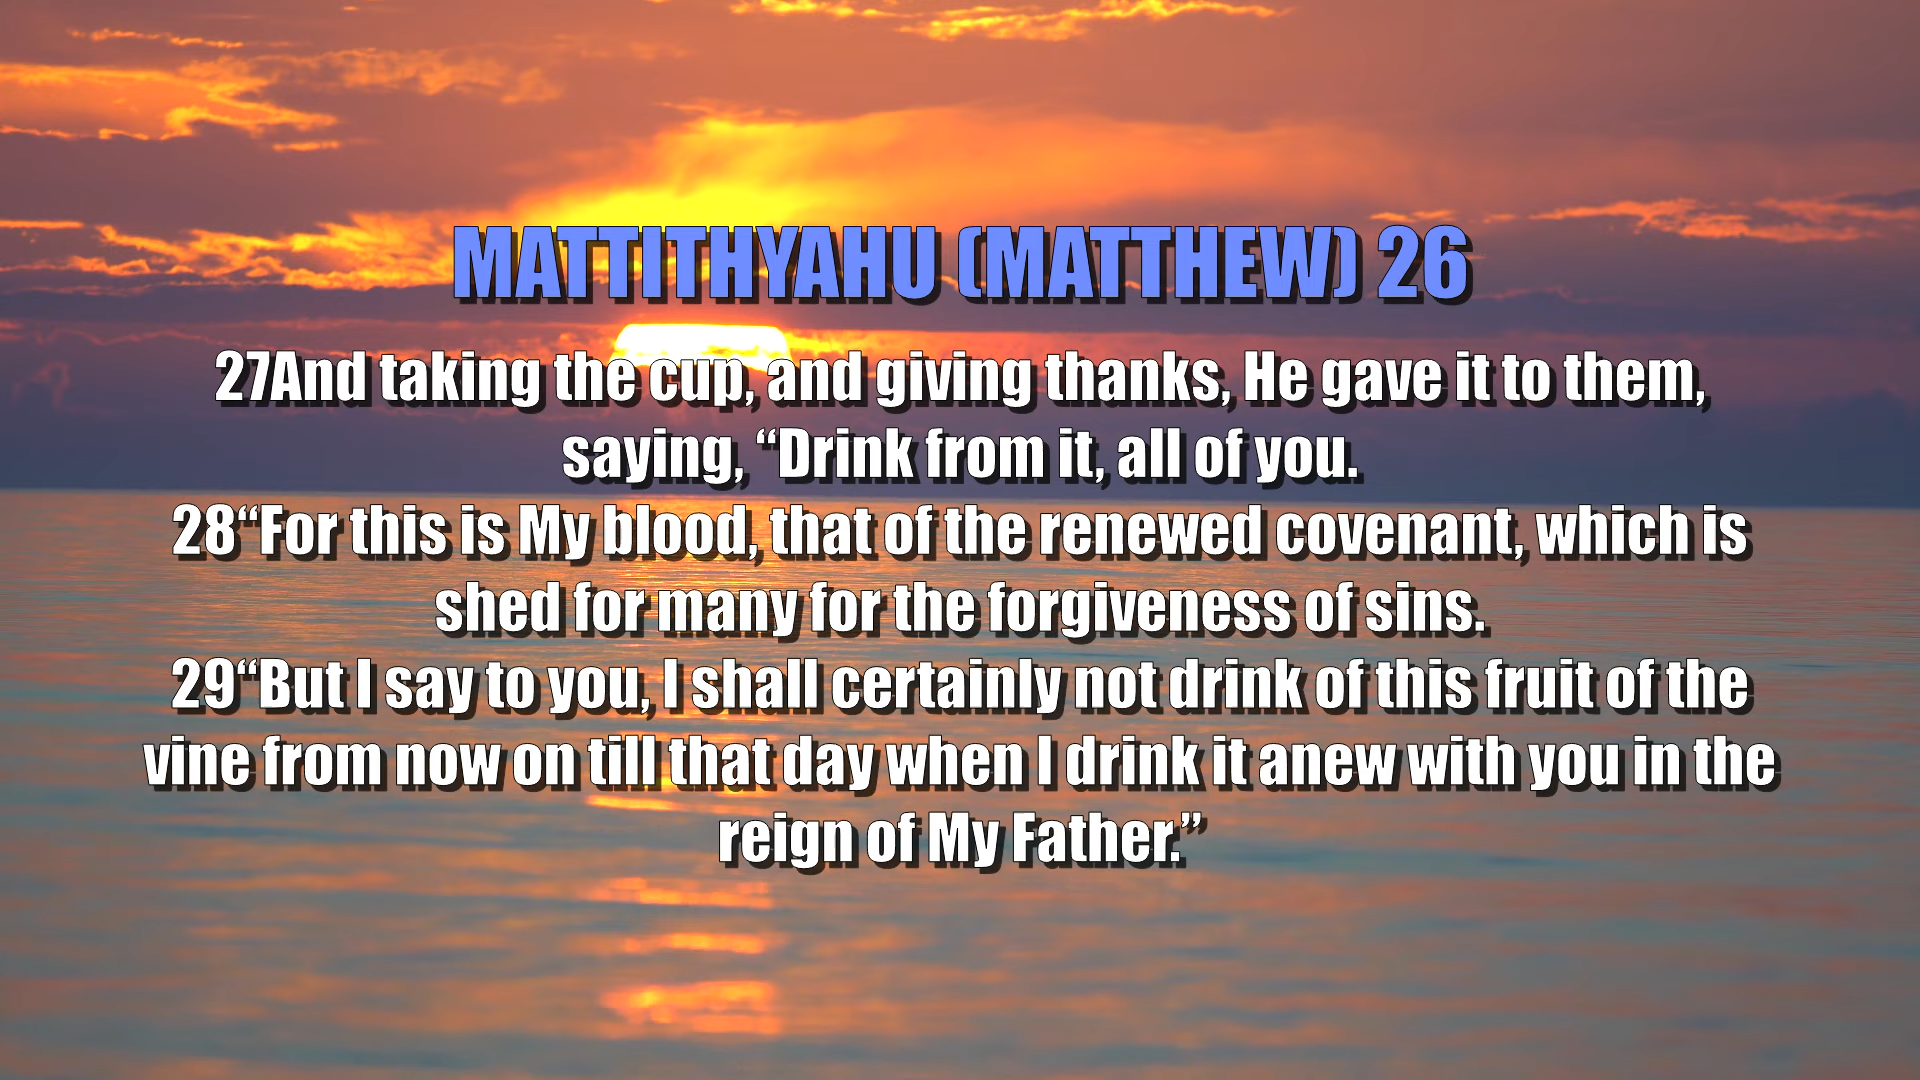 MATTITHYAHU (MATTHEW) 26
27And taking the cup, and giving thanks, He gave it to them,
saying, “Drink from it, all of you.
28“For this is My blood, that of the renewed covenant, which is
shed for many for the forgiveness of sins.
29“But I say to you, I shall certainly not drink of this fruit of the
vine from now on till that day when I drink it anew with you in the
reign of My Father.”